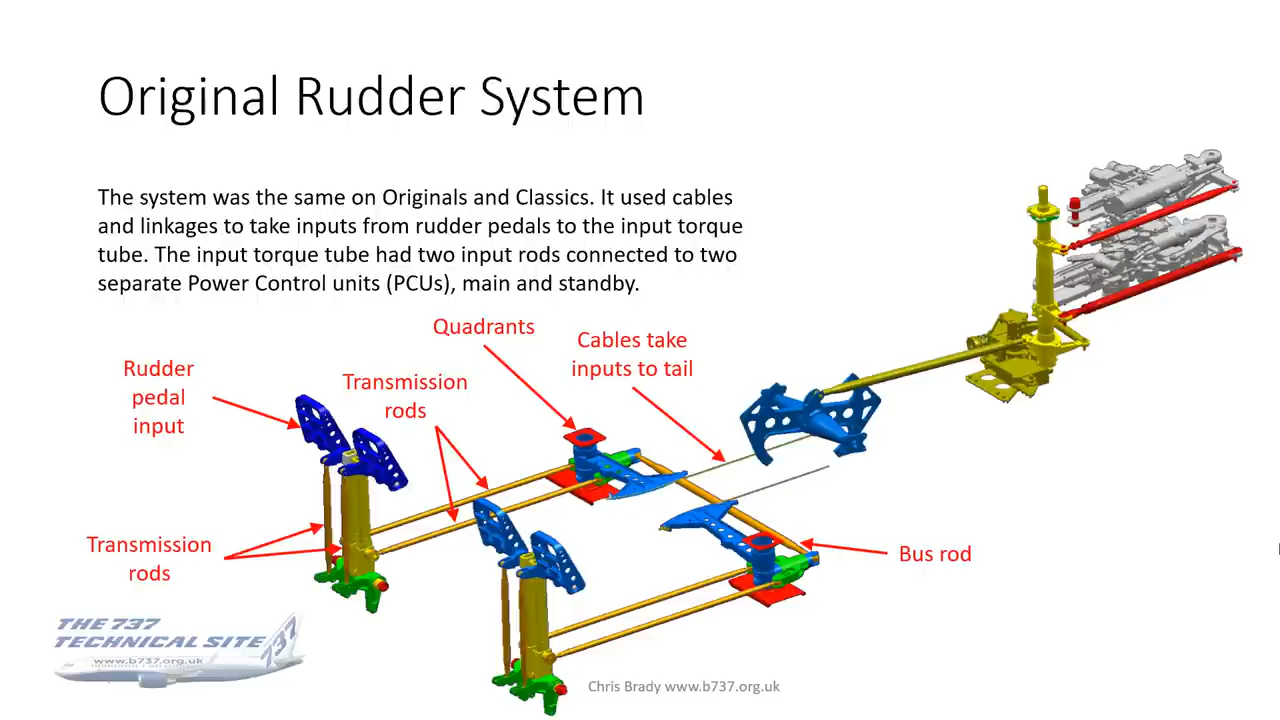 Original Rudder System
The system was the same on Originals and Classics. It used cables
and linkages to take inputs from rudder pedals to the input torque
tube. The input torque tube had two input rods connected to two
separate Power Control units (PCUs), main and standby.
Quadrants
Cables take
inputs to tail
Rudder
pedal
input
Transmission
rods
Transmission
rods
Bus rod
THE 737
TECHNICAL SITE
www.b737.org.uk
737
Chris Brady www.b737.org.uk